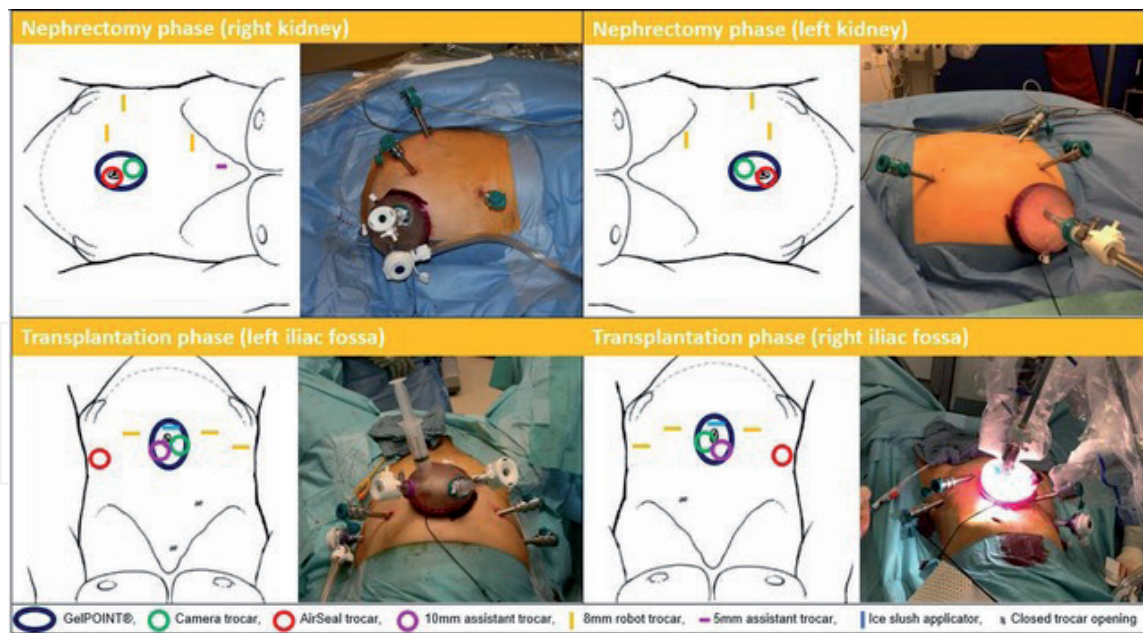 Nephrectomy phase (right kidney)
Nephrectomy phase (left kidney)
Transplantation phase (left iliac fossa)
Transplantation phase (right iliac fossa)
GelPOINT®, Camera trocar, AirSeal trocar, 10mm assistant trocar, 8mm robot trocar, 5mm assistant trocar, Ice slush applicator, Closed trocar opening